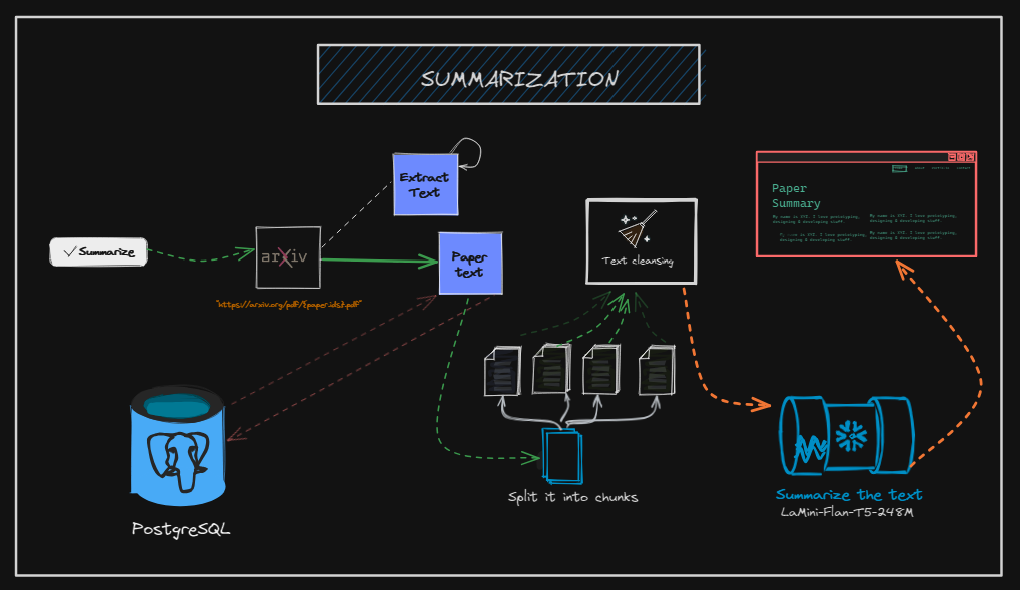 SUMMARIZATION
Extract
Text
Summarize
arXiv
Paper
text
"https://arxiv.org/pdf/{paper.ids}.pdf"
Text cleansing
Paper
Summary
My name is XYZ. I love prototyping,
designing & developing stuff.
My name is XYZ. I love prototyping,
designing & developing stuff.
is XYZ. I love prototyping,
designing & developing stuff.
My name is XYZ. I love prototyping,
designing & developing stuff.
PostgreSQL
Split it into chunks
Summarize the text
LaMini-Flan-T5-248M